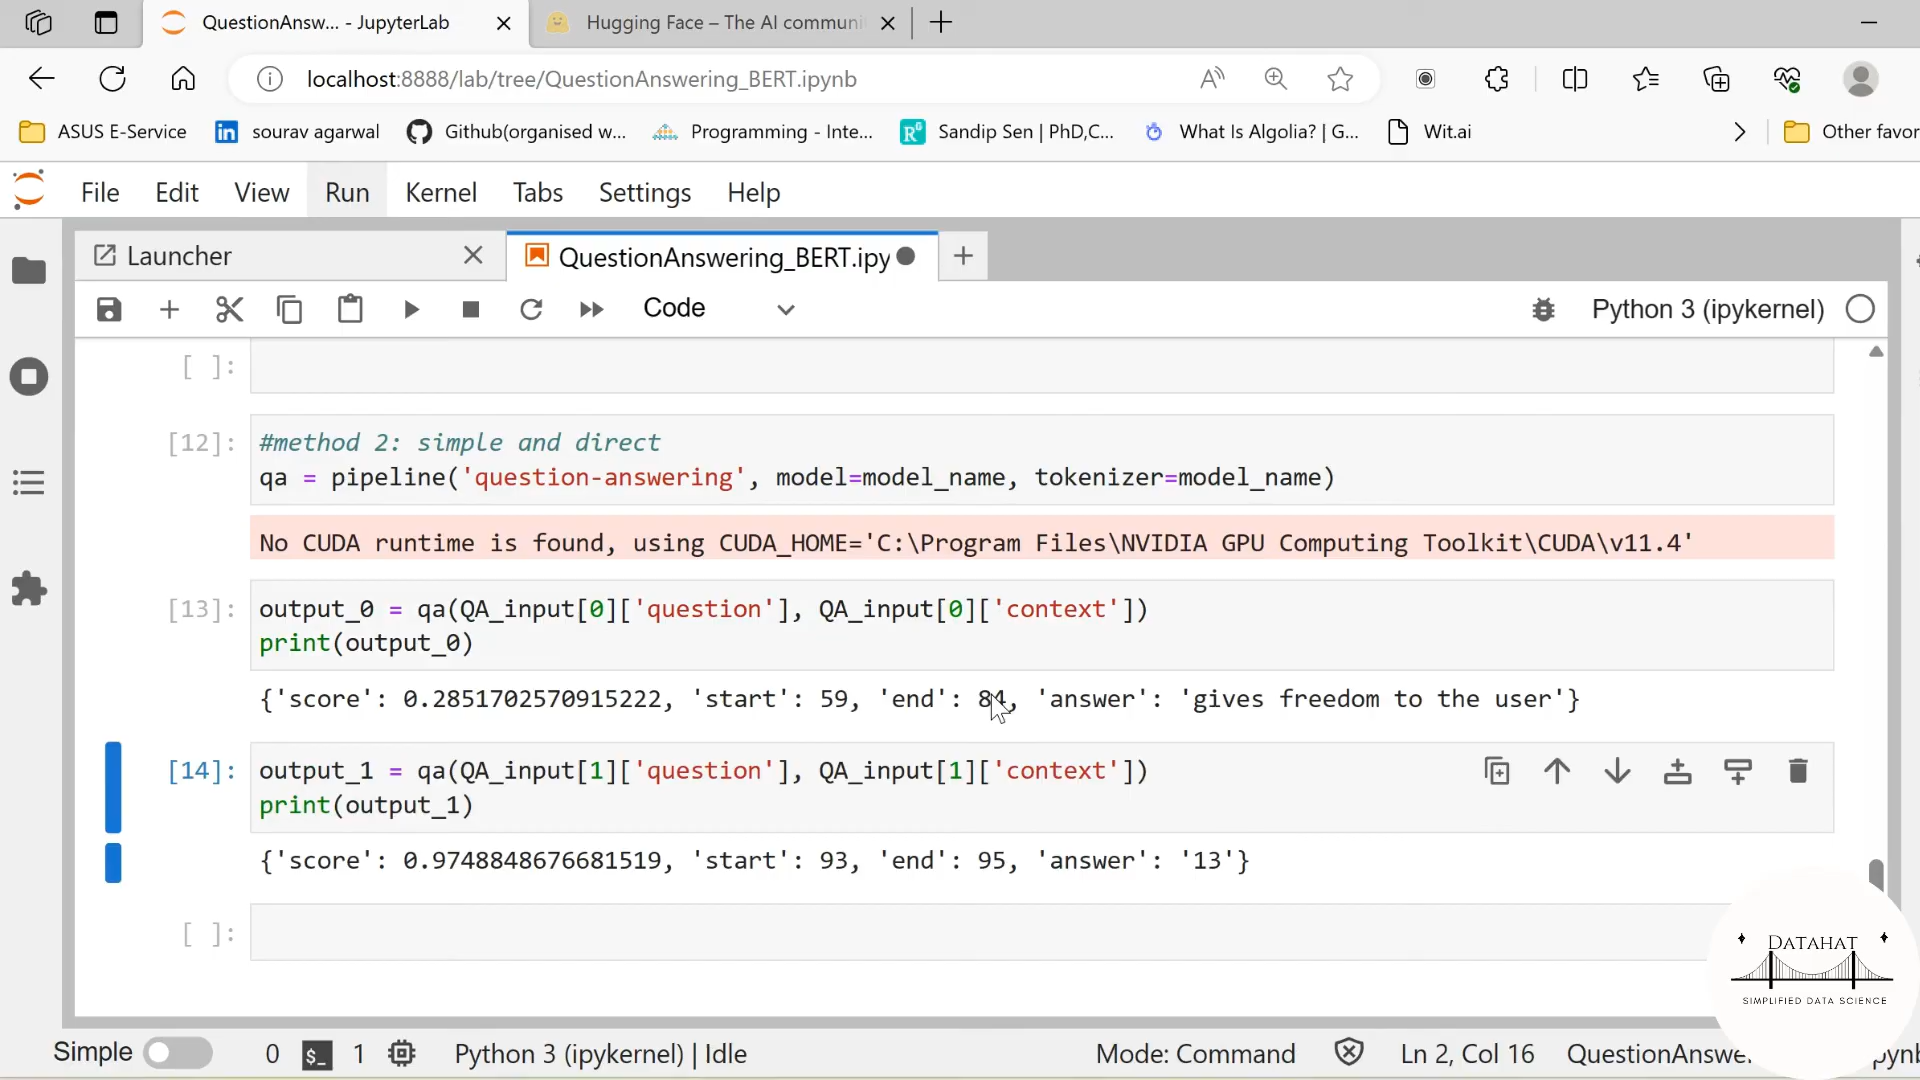 QuestionAnsw... - JupyterLab
Hugging Face – The AI communi
localhost:8888/lab/tree/QuestionAnswering_BERT.ipynb
ASUS E-Service
sourav agarwal
Github(organised w...
Programming - Inte...
Sandip Sen | PhD,C...
What Is Algolia? | G...
Wit.ai
Other favor
File Edit View Run Kernel Tabs Settings Help
Launcher
QuestionAnswering_BERT.ipy
Code
Python 3 (ipykernel)
[ ]:
[12]: #method 2: simple and direct
qa = pipeline('question-answering', model=model_name, tokenizer=model_name)
No CUDA runtime is found, using CUDA_HOME='C:\Program Files\NVIDIA GPU Computing Toolkit\CUDA\v11.4'
[13]: output_0 = qa(QA_input[0]['question'], QA_input[0]['context'])
print(output_0)
{'score': 0.2851702570915222, 'start': 59, 'end': 84, 'answer': 'gives freedom to the user'}
[14]: output_1 = qa(QA_input[1]['question'], QA_input[1]['context'])
print(output_1)
{'score': 0.9748848676681519, 'start': 93, 'end': 95, 'answer': '13'}
[ ]:
DATAHAT
SIMPLIFIED DATA SCIENCE
Simple 0 $_ 1 Python 3 (ipykernel) | Idle Mode: Command Ln 2, Col 16